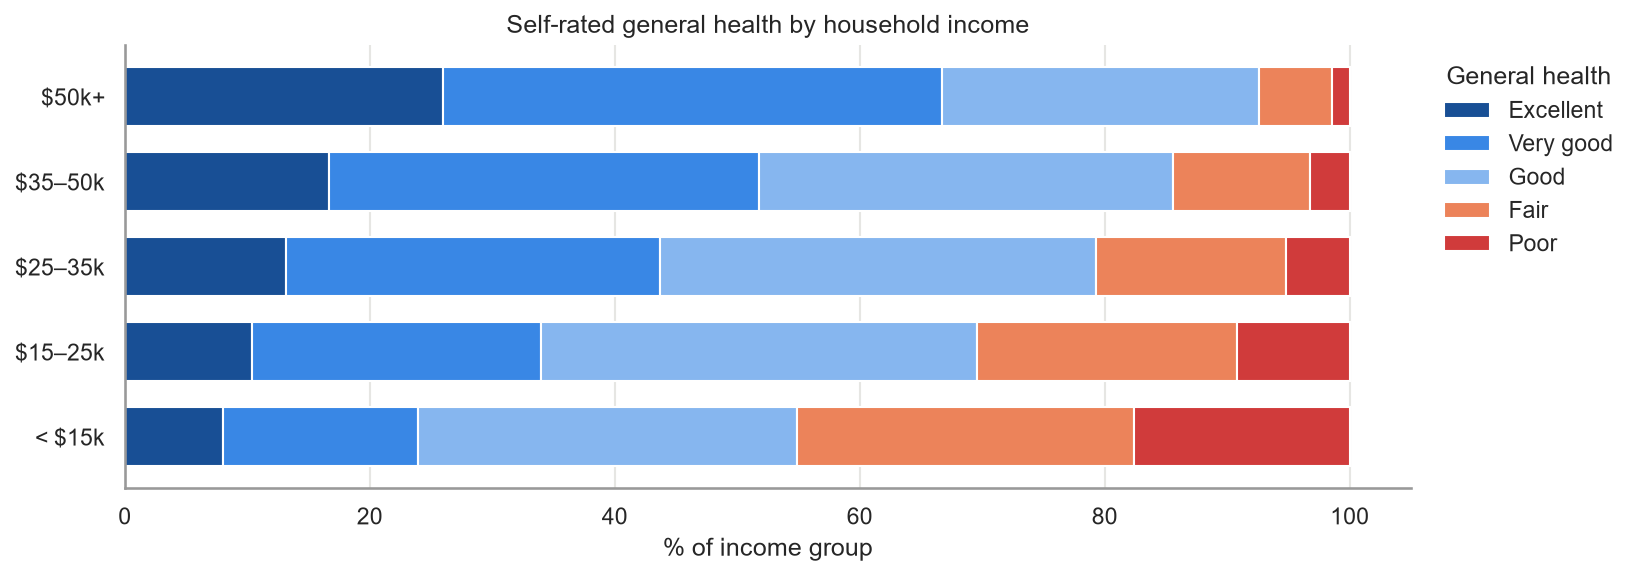 Self-rated general health by household income
$50k+
$35–50k
$25–35k
$15–25k
< $15k
0 20 40 60 80 100
% of income group
General health
Excellent
Very good
Good
Fair
Poor